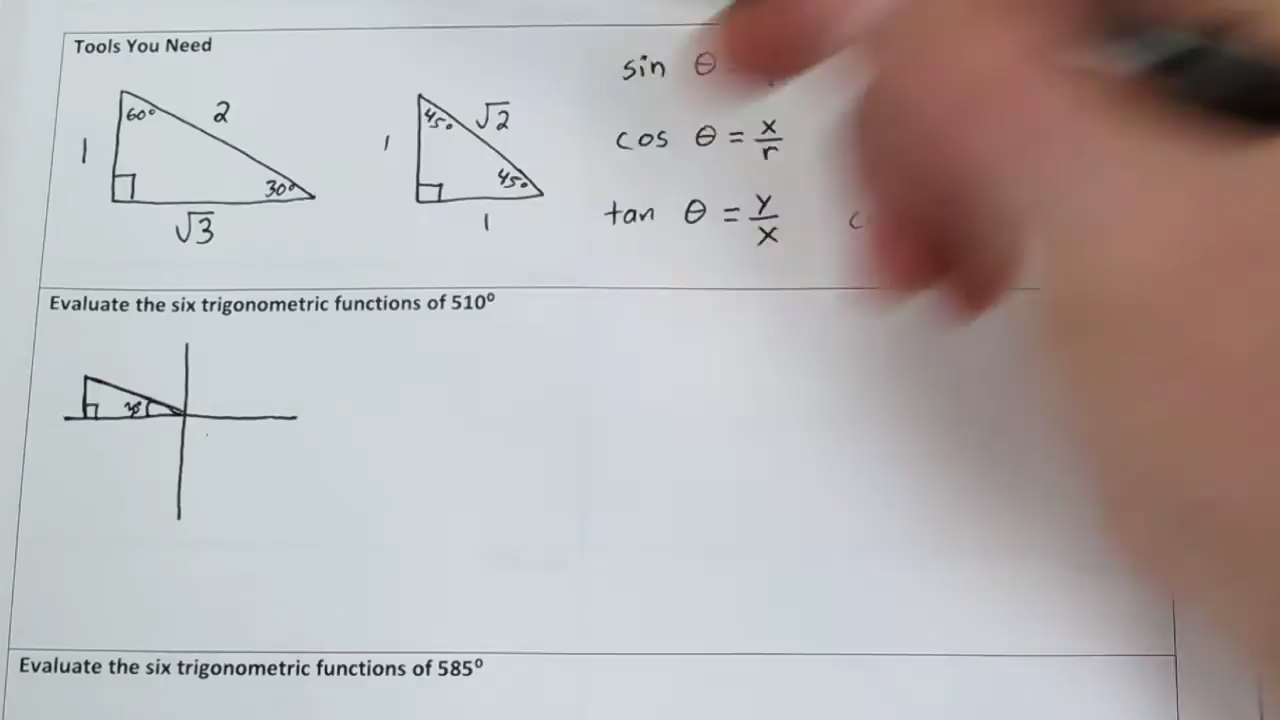 Tools You Need
60° 2
1
30°
√3
45° √2
1
45°
1
sin θ
cos θ = x/r
tan θ = y/x
Evaluate the six trigonometric functions of 510°
Evaluate the six trigonometric functions of 585°